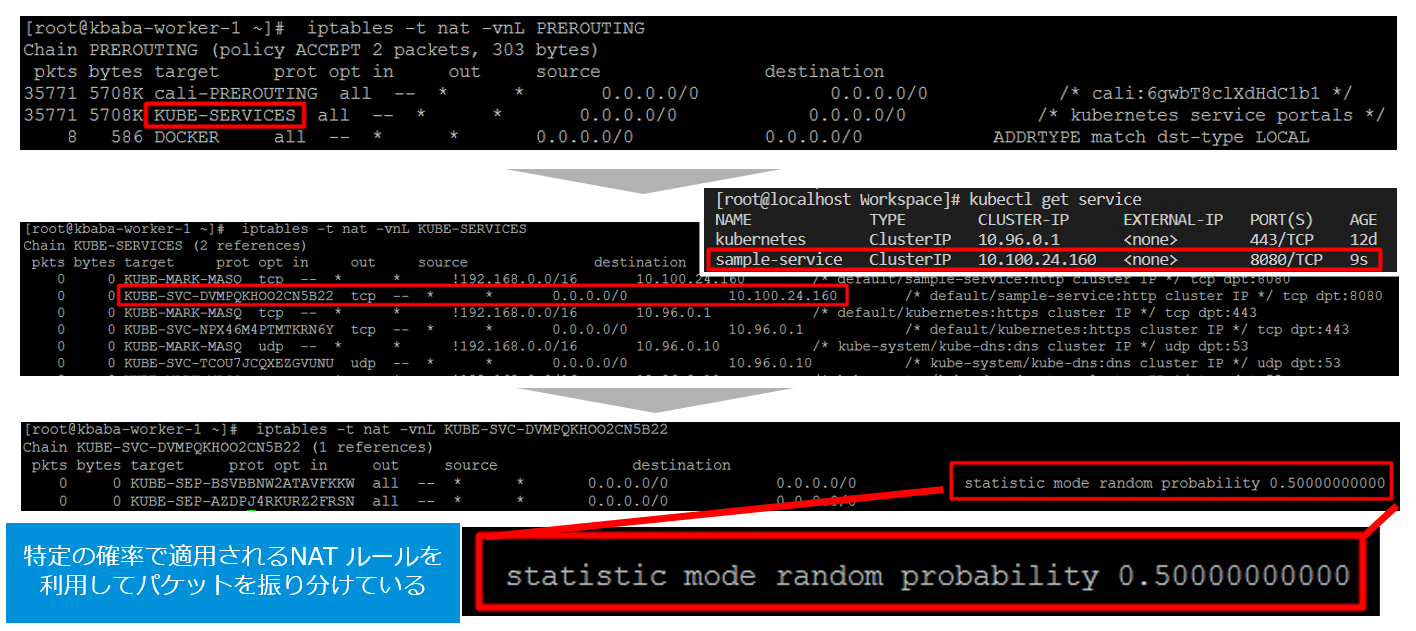 [root@kbaba-worker-1 ~]# iptables -t nat -vnL PREROUTING
Chain PREROUTING (policy ACCEPT 2 packets, 303 bytes)
pkts bytes target prot opt in out source destination
35771 5708K cali-PREROUTING all -- * * 0.0.0.0/0 0.0.0.0/0 /* cali:6gwbT8clXdHdC1b1 */
35771 5708K KUBE-SERVICES all -- * * 0.0.0.0/0 0.0.0.0/0 /* kubernetes service portals */
8 586 DOCKER all -- * * 0.0.0.0/0 0.0.0.0/0 ADDRTYPE match dst-type LOCAL
[root@localhost Workspace]# kubectl get service
NAME TYPE CLUSTER-IP EXTERNAL-IP PORT(S) AGE
kubernetes ClusterIP 10.96.0.1 <none> 443/TCP 12d
sample-service ClusterIP 10.100.24.160 <none> 8080/TCP 9s
[root@kbaba-worker-1 ~]# iptables -t nat -vnL KUBE-SERVICES
Chain KUBE-SERVICES (2 references)
pkts bytes target prot opt in out source destination
0 0 KUBE-MARK-MASQ tcp -- * * !192.168.0.0/16 10.100.24.160 /* default/sample-service:http cluster IP */ tcp dpt:8080
0 0 KUBE-SVC-DVMPQKHOO2CN5B22 tcp -- * * 0.0.0.0/0 10.100.24.160 /* default/sample-service:http cluster IP */ tcp dpt:8080
0 0 KUBE-MARK-MASQ tcp -- * * !192.168.0.0/16 10.96.0.1 /* default/kubernetes:https cluster IP */ tcp dpt:443
0 0 KUBE-SVC-NPX46M4PTMTKRN6Y tcp -- * * 0.0.0.0/0 10.96.0.1 /* default/kubernetes:https cluster IP */ tcp dpt:443
0 0 KUBE-MARK-MASQ udp -- * * !192.168.0.0/16 10.96.0.10 /* kube-system/kube-dns:dns cluster IP */ udp dpt:53
0 0 KUBE-SVC-TCOU7JCQXEZGVUNU udp -- * * 0.0.0.0/0 10.96.0.10 /* kube-system/kube-dns:dns cluster IP */ udp dpt:53
[root@kbaba-worker-1 ~]# iptables -t nat -vnL KUBE-SVC-DVMPQKHOO2CN5B22
Chain KUBE-SVC-DVMPQKHOO2CN5B22 (1 references)
pkts bytes target prot opt in out source destination
0 0 KUBE-SEP-BSVBBNW2ATAVFKKW all -- * * 0.0.0.0/0 0.0.0.0/0 statistic mode random probability 0.50000000000
0 0 KUBE-SEP-AZDPJ4RKURZ2FRSN all -- * * 0.0.0.0/0 0.0.0.0/0
特定の確率で適用されるNAT ルールを
利用してパケットを振り分けている
statistic mode random probability 0.50000000000